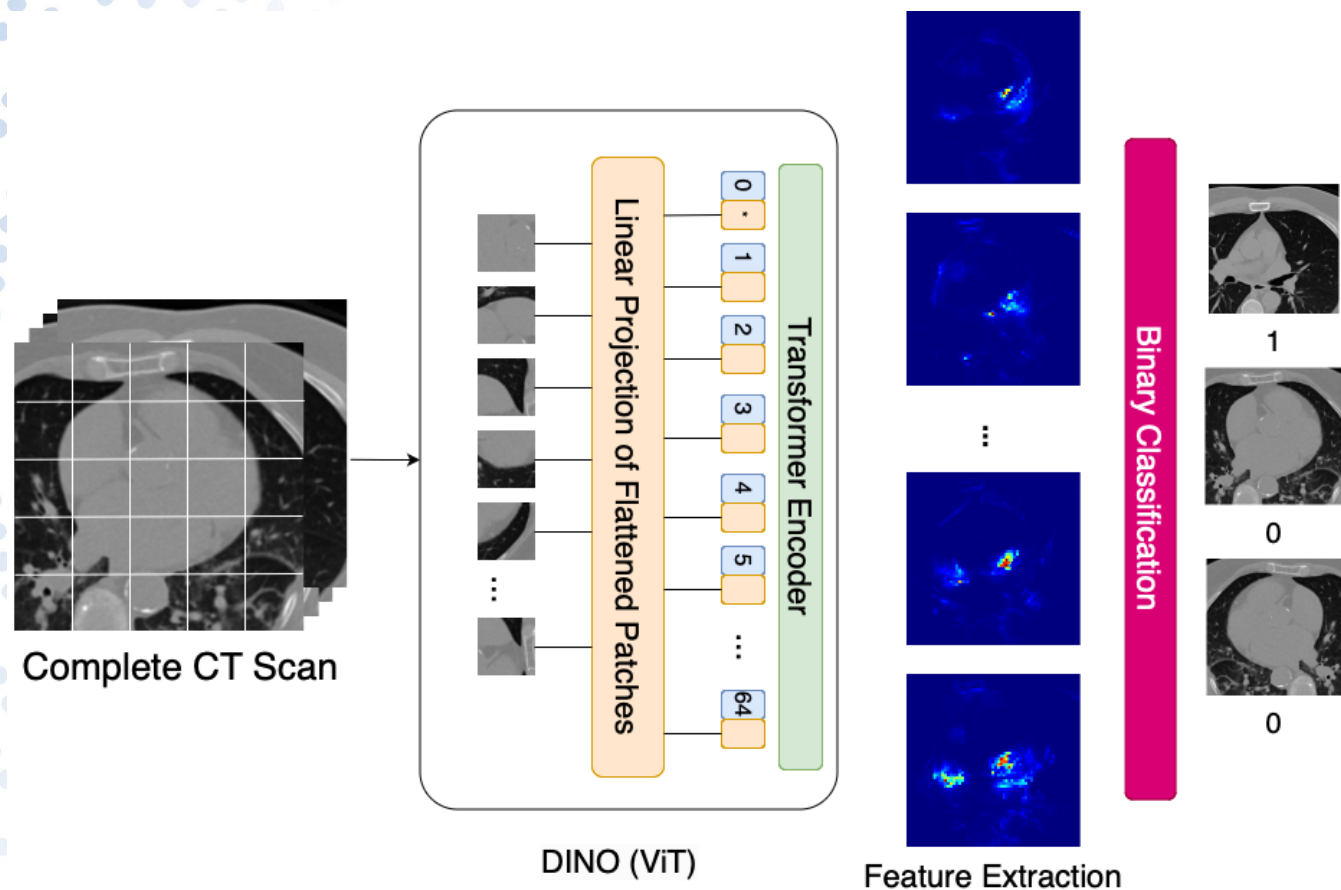 Complete CT Scan
...
Linear Projection of Flattened Patches
0
*
1
2
3
4
5
...
64
Transformer Encoder
DINO (ViT)
...
Feature Extraction
Binary Classification
1
0
0